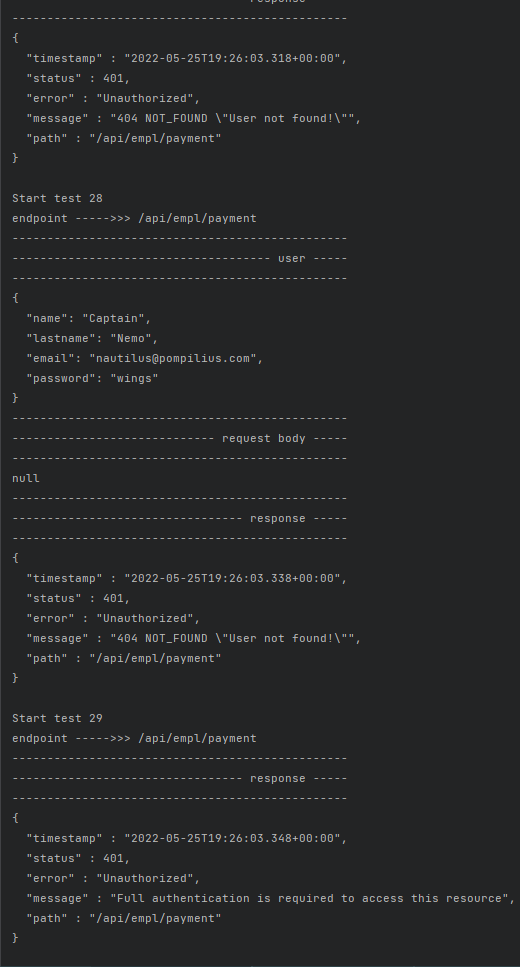 response
------------------------------------------------
{
  "timestamp" : "2022-05-25T19:26:03.318+00:00",
  "status" : 401,
  "error" : "Unauthorized",
  "message" : "404 NOT_FOUND \"User not found!\"",
  "path" : "/api/empl/payment"
}

Start test 28
endpoint ----->>> /api/empl/payment
------------------------------------------------
------------------------------------- user -----
------------------------------------------------
{
  "name": "Captain",
  "lastname": "Nemo",
  "email": "nautilus@pompilius.com",
  "password": "wings"
}
------------------------------------------------
----------------------------- request body -----
------------------------------------------------
null
------------------------------------------------
--------------------------------- response -----
------------------------------------------------
{
  "timestamp" : "2022-05-25T19:26:03.338+00:00",
  "status" : 401,
  "error" : "Unauthorized",
  "message" : "404 NOT_FOUND \"User not found!\"",
  "path" : "/api/empl/payment"
}

Start test 29
endpoint ----->>> /api/empl/payment
------------------------------------------------
--------------------------------- response -----
------------------------------------------------
{
  "timestamp" : "2022-05-25T19:26:03.348+00:00",
  "status" : 401,
  "error" : "Unauthorized",
  "message" : "Full authentication is required to access this resource",
  "path" : "/api/empl/payment"
}